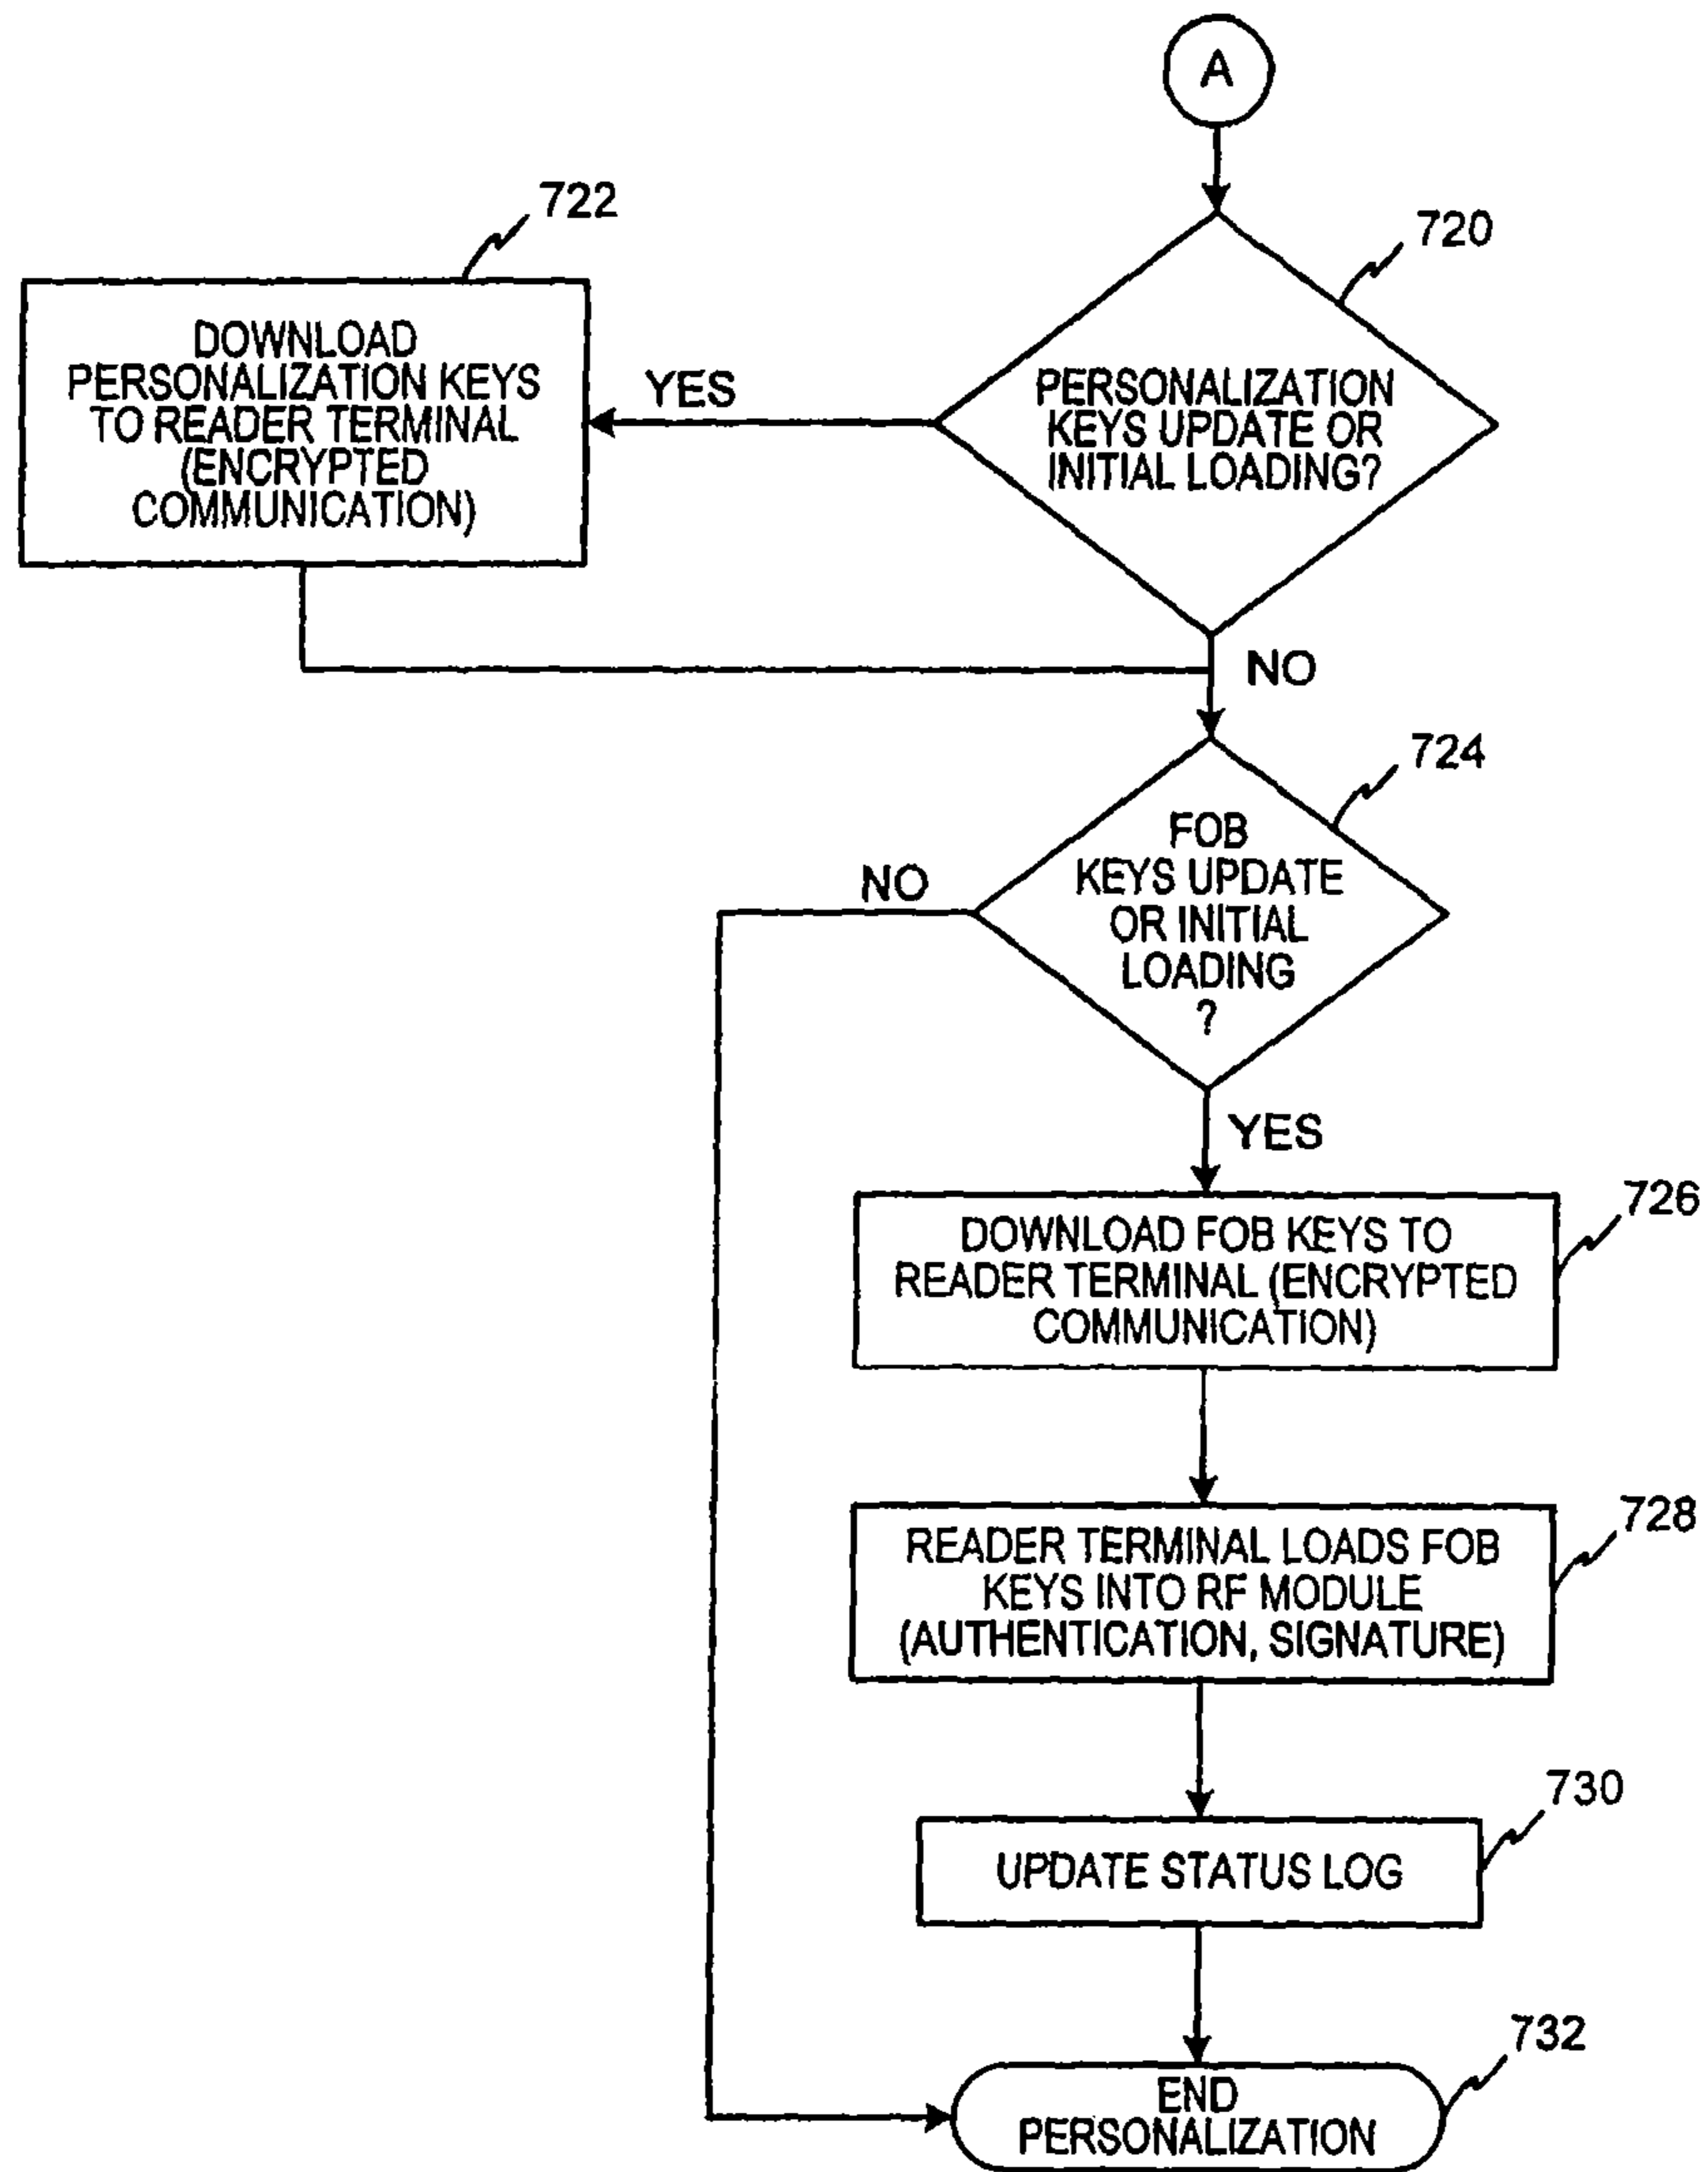 A
722
720
DOWNLOAD
PERSONALIZATION KEYS
TO READER TERMINAL
(ENCRYPTED
COMMUNICATION)
YES
PERSONALIZATION
KEYS UPDATE OR
INITIAL LOADING?
NO
724
NO
FOB
KEYS UPDATE
OR INITIAL
LOADING
?
YES
726
DOWNLOAD FOB KEYS TO
READER TERMINAL (ENCRYPTED
COMMUNICATION)
728
READER TERMINAL LOADS FOB
KEYS INTO RF MODULE
(AUTHENTICATION, SIGNATURE)
730
UPDATE STATUS LOG
732
END
PERSONALIZATION